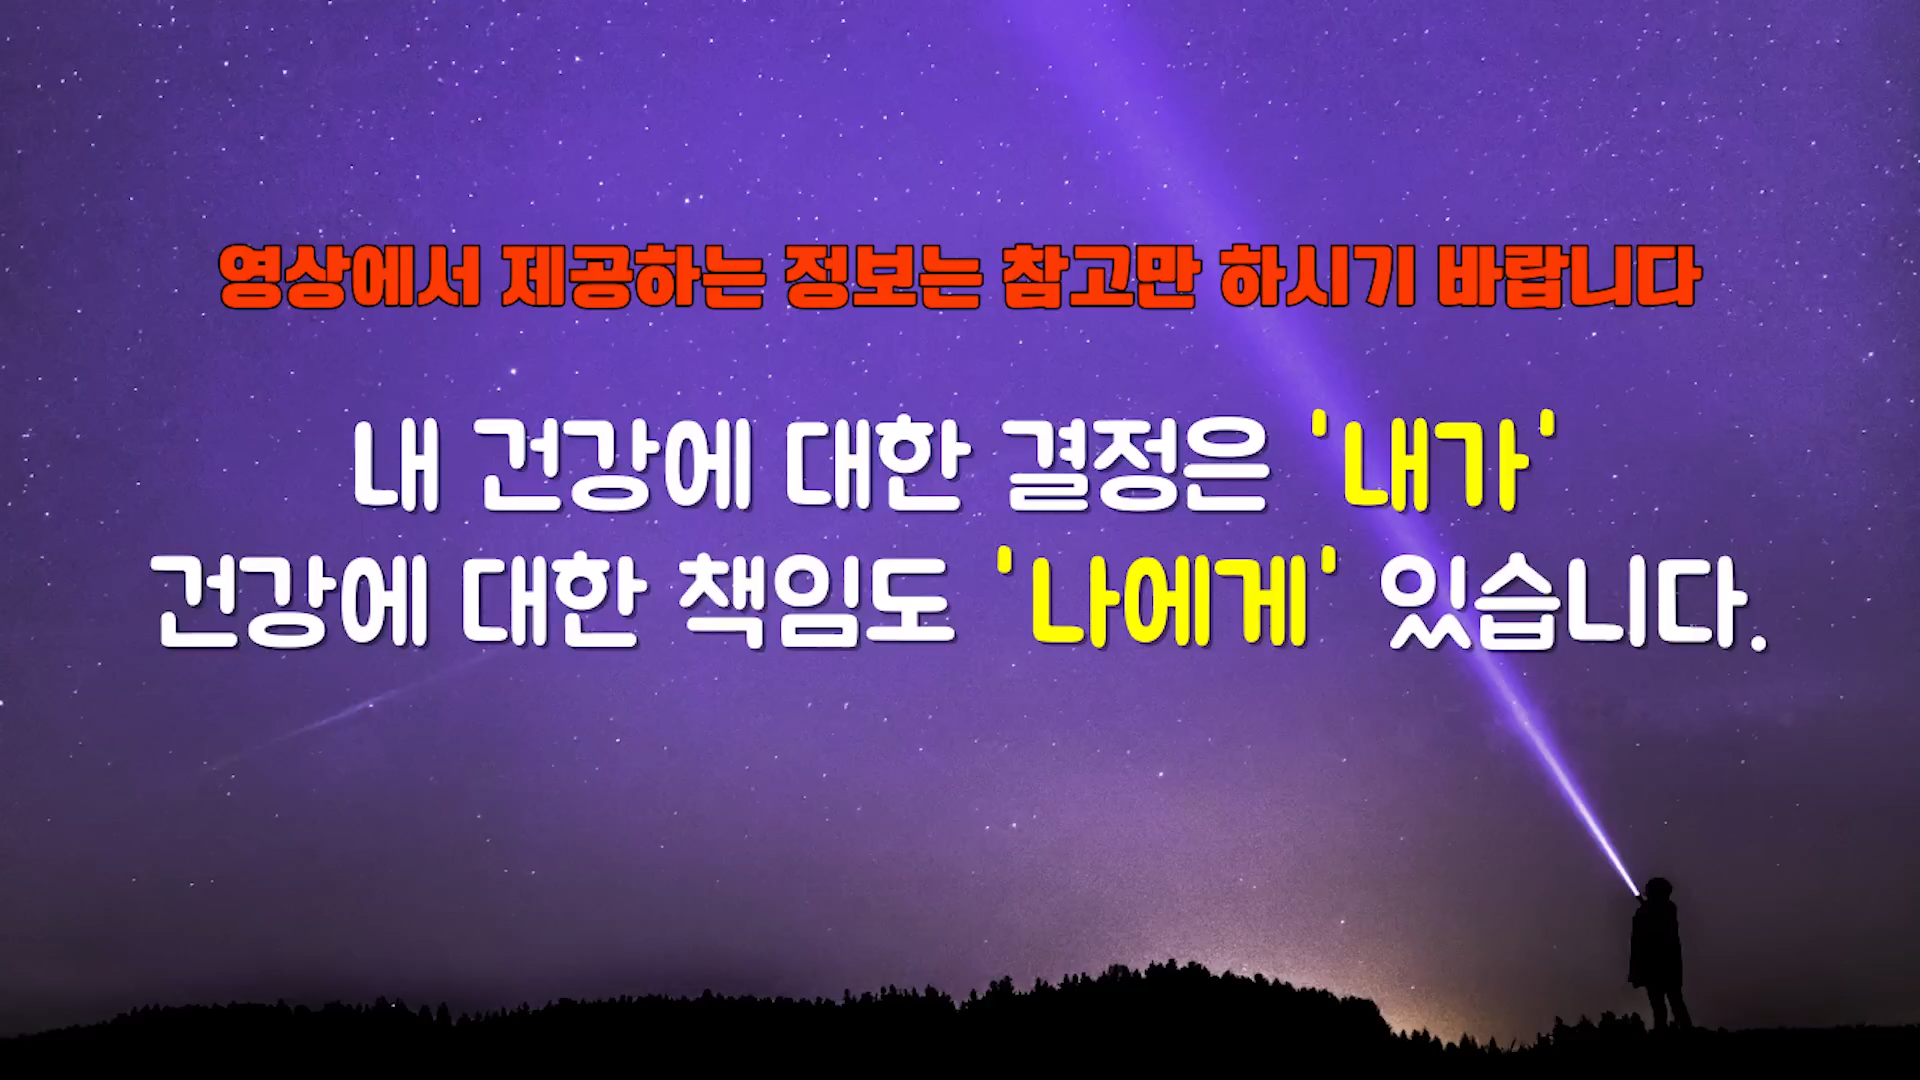 영상에서 제공하는 정보는 참고만 하시기 바랍니다
내 건강에 대한 결정은 '내가'
건강에 대한 책임도 '나에게' 있습니다.